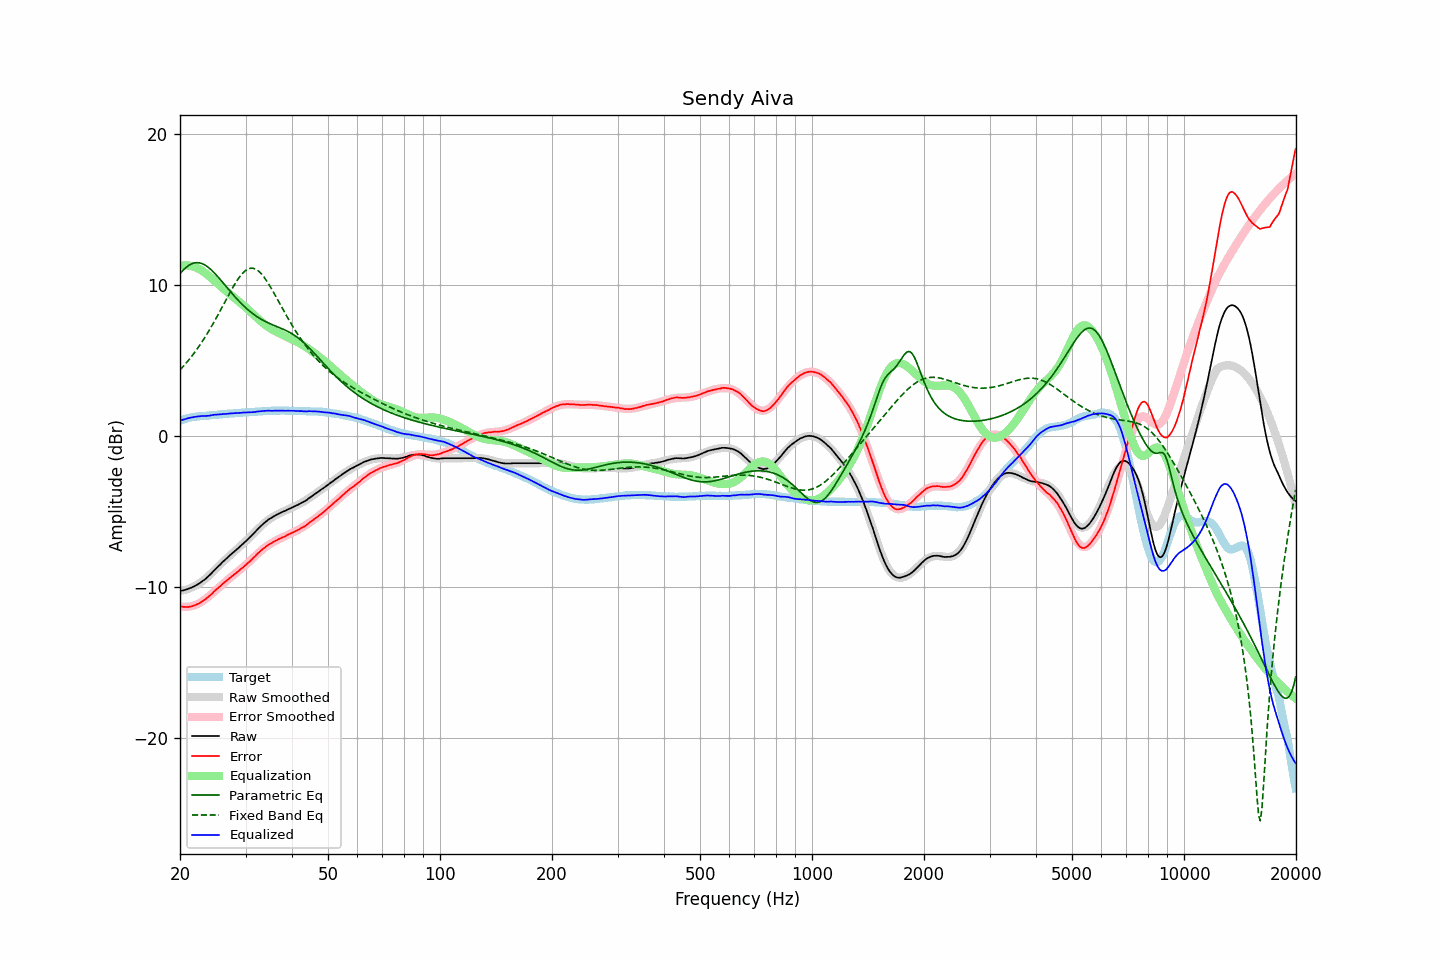 Sendy Aiva
Amplitude (dBr)
20
10
0
−10
−20
Target
Raw Smoothed
Error Smoothed
Raw
Error
Equalization
Parametric Eq
Fixed Band Eq
Equalized
20 50 100 200 500 1000 2000 5000 10000 20000
Frequency (Hz)